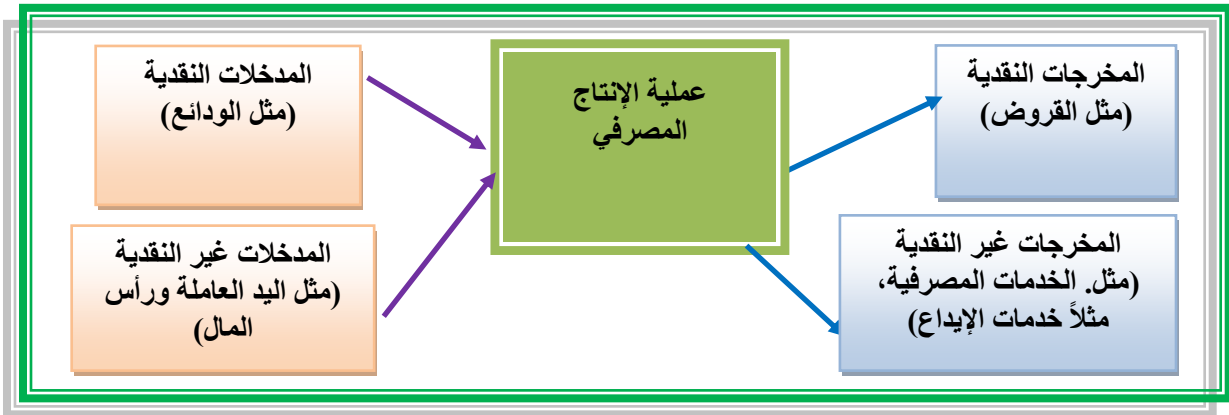 المدخلات النقدية
(مثل الودائع)
المدخلات غير النقدية
(مثل اليد العاملة ورأس
المال)
عملية الإنتاج
المصرفي
المخرجات النقدية
(مثل القروض)
المخرجات غير النقدية
(مثل. الخدمات المصرفية،
مثلاً خدمات الإيداع)